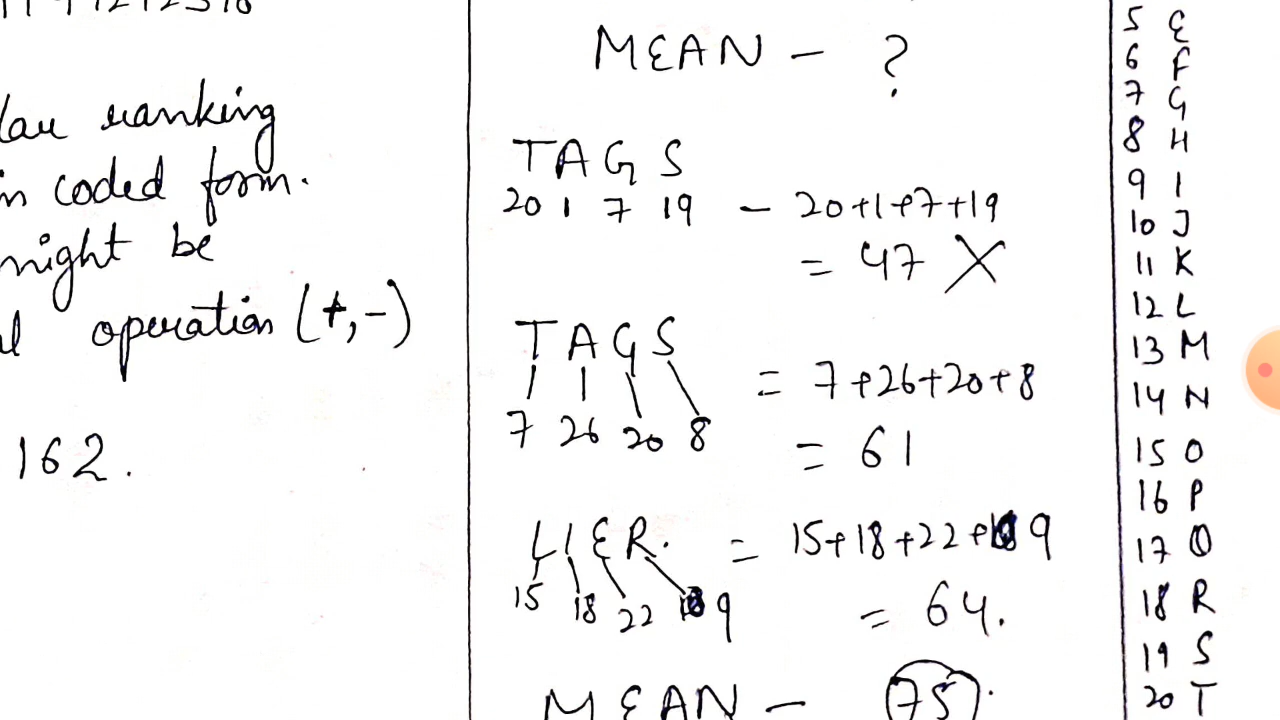 lar ranking
in coded form.
might be
operation (+,-)
162.
MEAN - ?
TAGS
20 1 7 19 - 20+1+7+19
= 47 X
TAGS
7 26 20 8
= 7+26+20+8
= 61
LIER.
15 18 22 9
= 15+18+22+ 9
= 64.
MEAN - 75.
5 E
6 F
7 G
8 H
9 I
10 J
11 K
12 L
13 M
14 N
15 O
16 P
17 Q
18 R
19 S
20 T